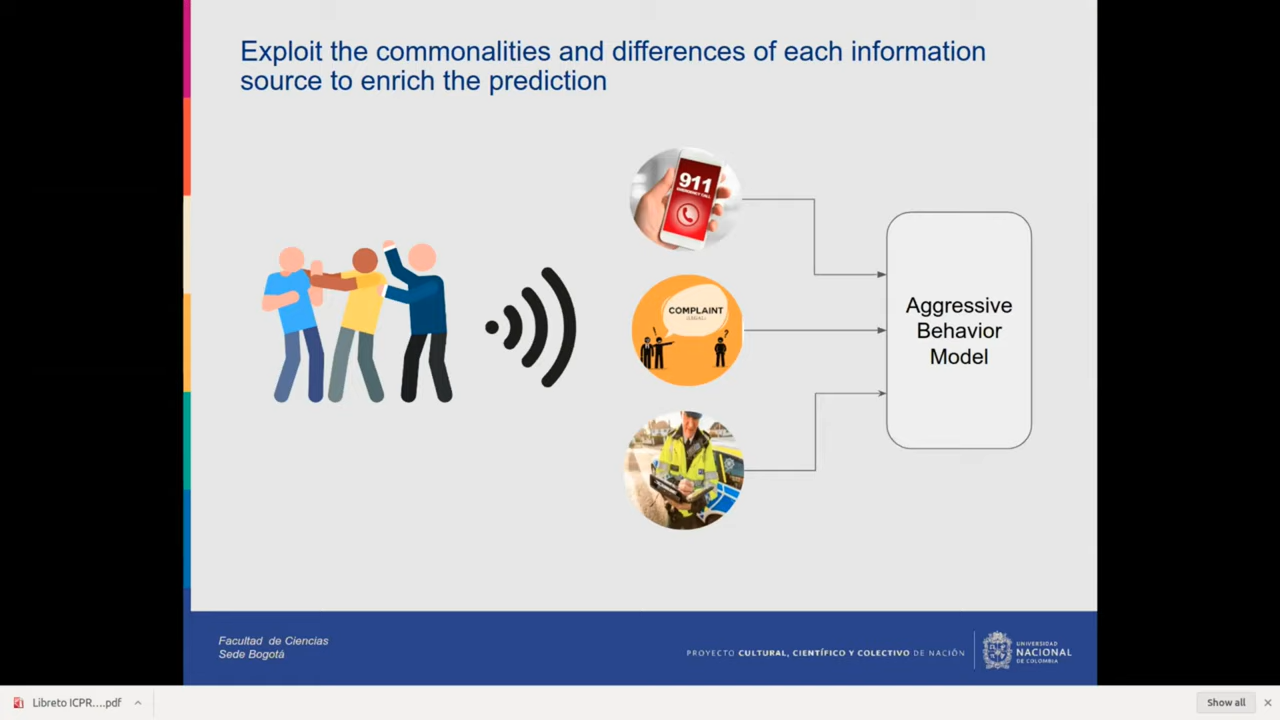 Exploit the commonalities and differences of each information
source to enrich the prediction
911
EMERGENCY CALL
COMPLAINT
Aggressive
Behavior
Model
Facultad de Ciencias
Sede Bogotá
PROYECTO CULTURAL, CIENTÍFICO Y COLECTIVO DE NACIÓN
UNIVERSIDAD
NACIONAL
DE COLOMBIA
Libreto ICPR....pdf
Show all